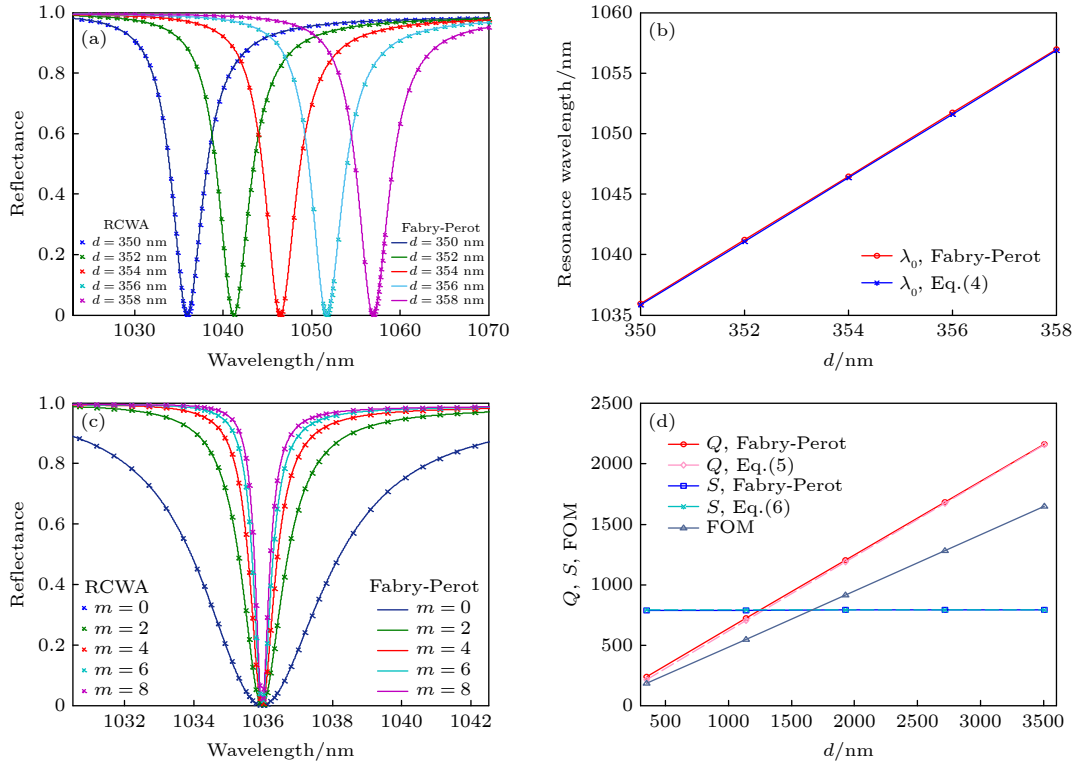 (a)
Reflectance
1.0
0.8
0.6
0.4
0.2
0
RCWA
d = 350 nm
d = 352 nm
d = 354 nm
d = 356 nm
d = 358 nm
Fabry-Perot
d = 350 nm
d = 352 nm
d = 354 nm
d = 356 nm
d = 358 nm
1030 1040 1050 1060 1070
Wavelength/nm
(b)
Resonance wavelength/nm
1060
1055
1050
1045
1040
1035
λ0, Fabry-Perot
λ0, Eq.(4)
350 352 354 356 358
d/nm
(c)
Reflectance
1.0
0.8
0.6
0.4
0.2
0
RCWA
m = 0
m = 2
m = 4
m = 6
m = 8
Fabry-Perot
m = 0
m = 2
m = 4
m = 6
m = 8
1032 1034 1036 1038 1040 1042
Wavelength/nm
(d)
Q, S, FOM
2500
2000
1500
1000
500
0
Q, Fabry-Perot
Q, Eq.(5)
S, Fabry-Perot
S, Eq.(6)
FOM
500 1000 1500 2000 2500 3000 3500
d/nm